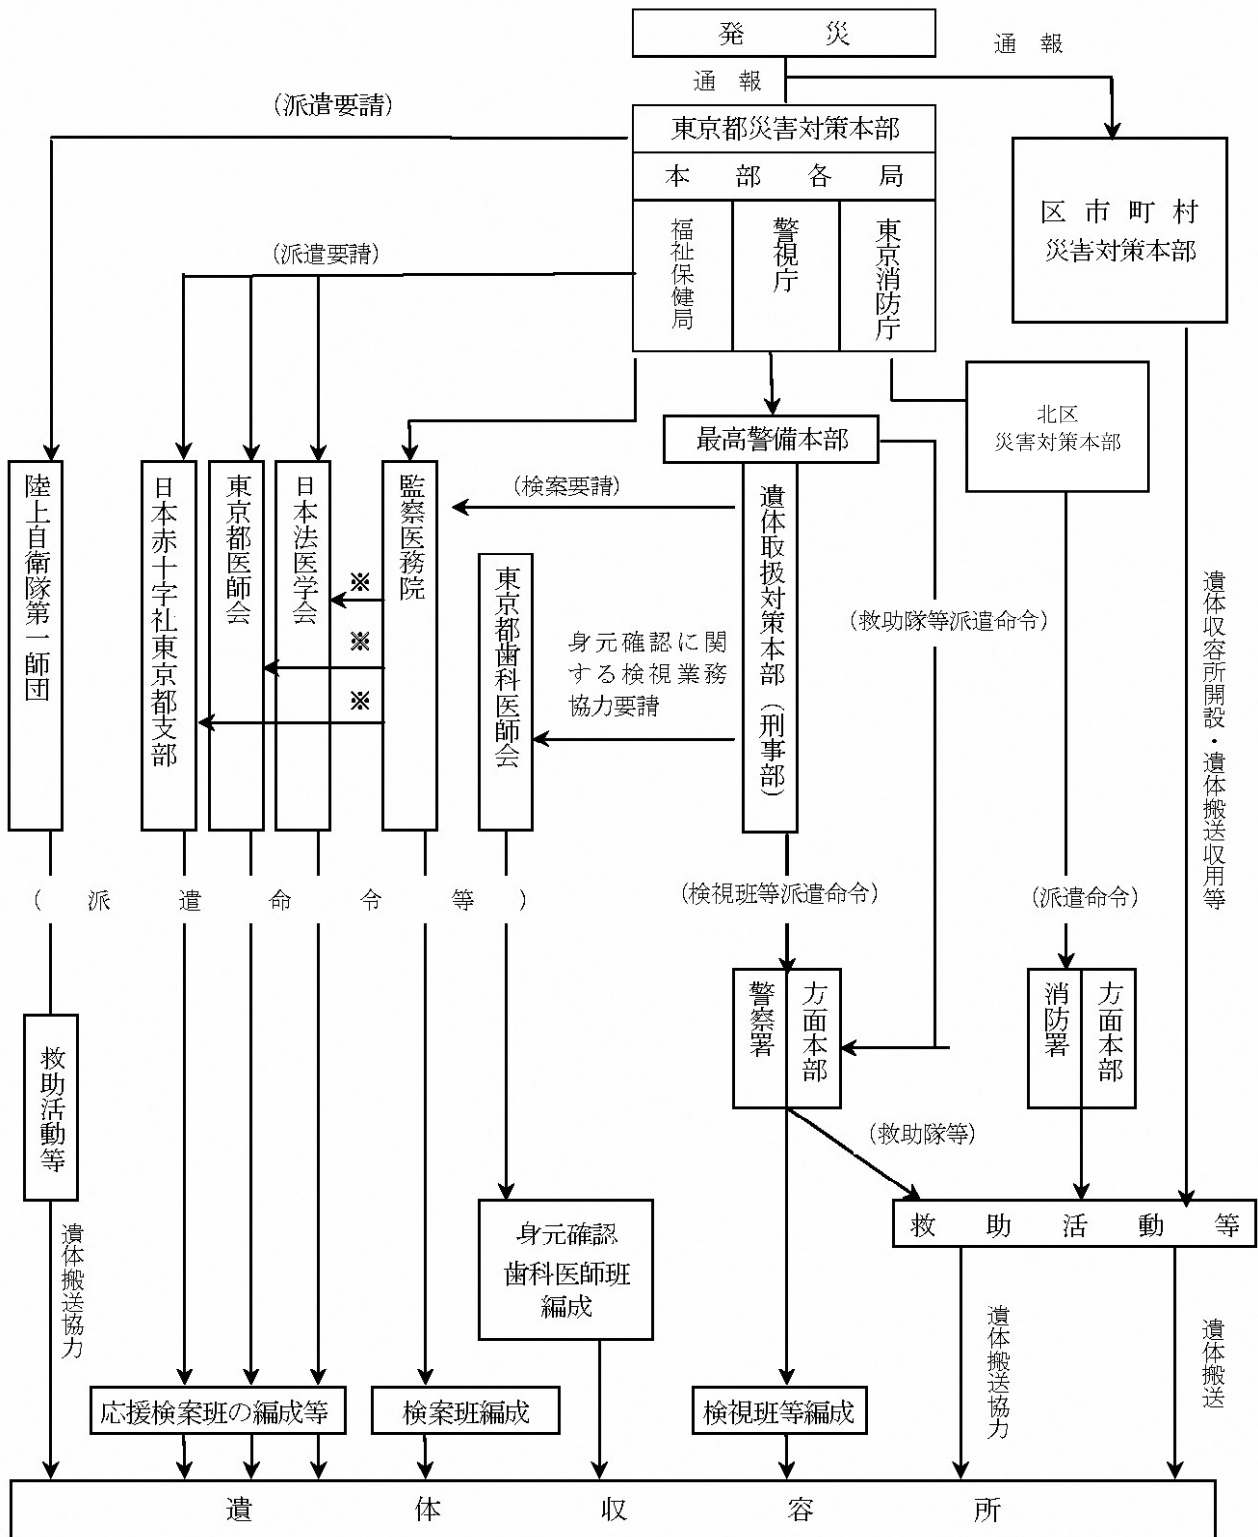 発災
通報
通報
(派遣要請)
東京都災害対策本部
本部各局
福祉保健局
警視庁
東京消防庁
区市町村
災害対策本部
(派遣要請)
北区
災害対策本部
最高警備本部
陸上自衛隊第一師団
日本赤十字社東京都支部
東京都医師会
日本法医学会
監察医務院
(検案要請)
遺体取扱対策本部（刑事部）
東京都歯科医師会
※
※
※
身元確認に関
する検視業務
協力要請
(救助隊等派遣命令)
遺体収容所開設・遺体搬送収用等
(派遣命令等)
(検視班等派遣命令)
(派遣命令)
警察署
方面本部
消防署
方面本部
救助活動等
(救助隊等)
救助活動等
遺体搬送協力
身元確認
歯科医師班
編成
遺体搬送協力
遺体搬送
応援検案班の編成等
検案班編成
検視班等編成
遺体収容所